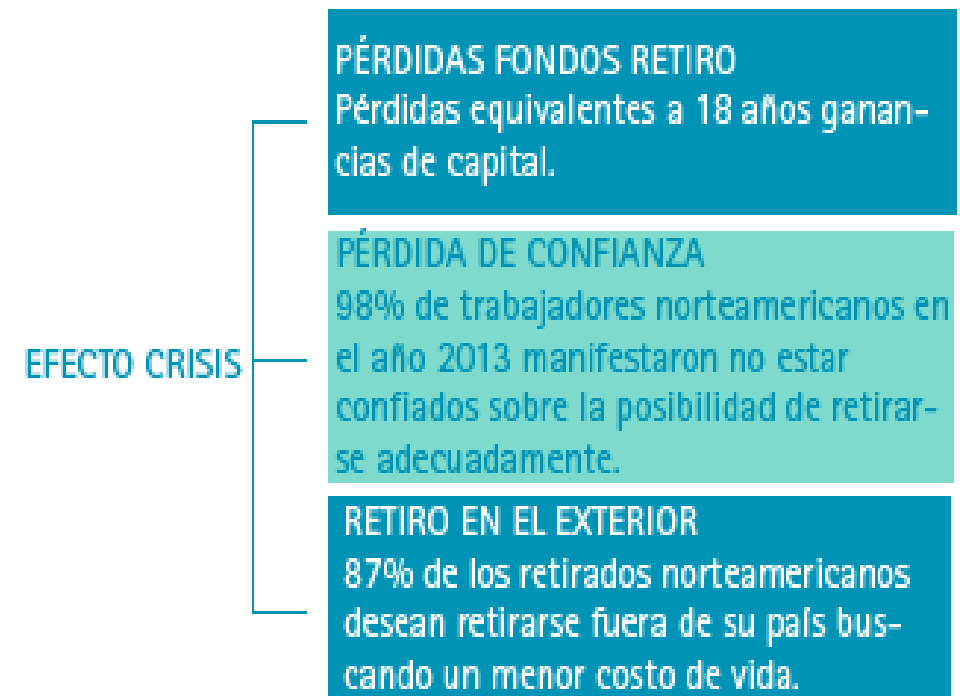 PÉRDIDAS FONDOS RETIRO
Pérdidas equivalentes a 18 años ganan-
cias de capital.
PÉRDIDA DE CONFIANZA
98% de trabajadores norteamericanos en
el año 2013 manifestaron no estar
confiados sobre la posibilidad de retirar-
se adecuadamente.
EFECTO CRISIS
RETIRO EN EL EXTERIOR
87% de los retirados norteamericanos
desean retirarse fuera de su país bus-
cando un menor costo de vida.